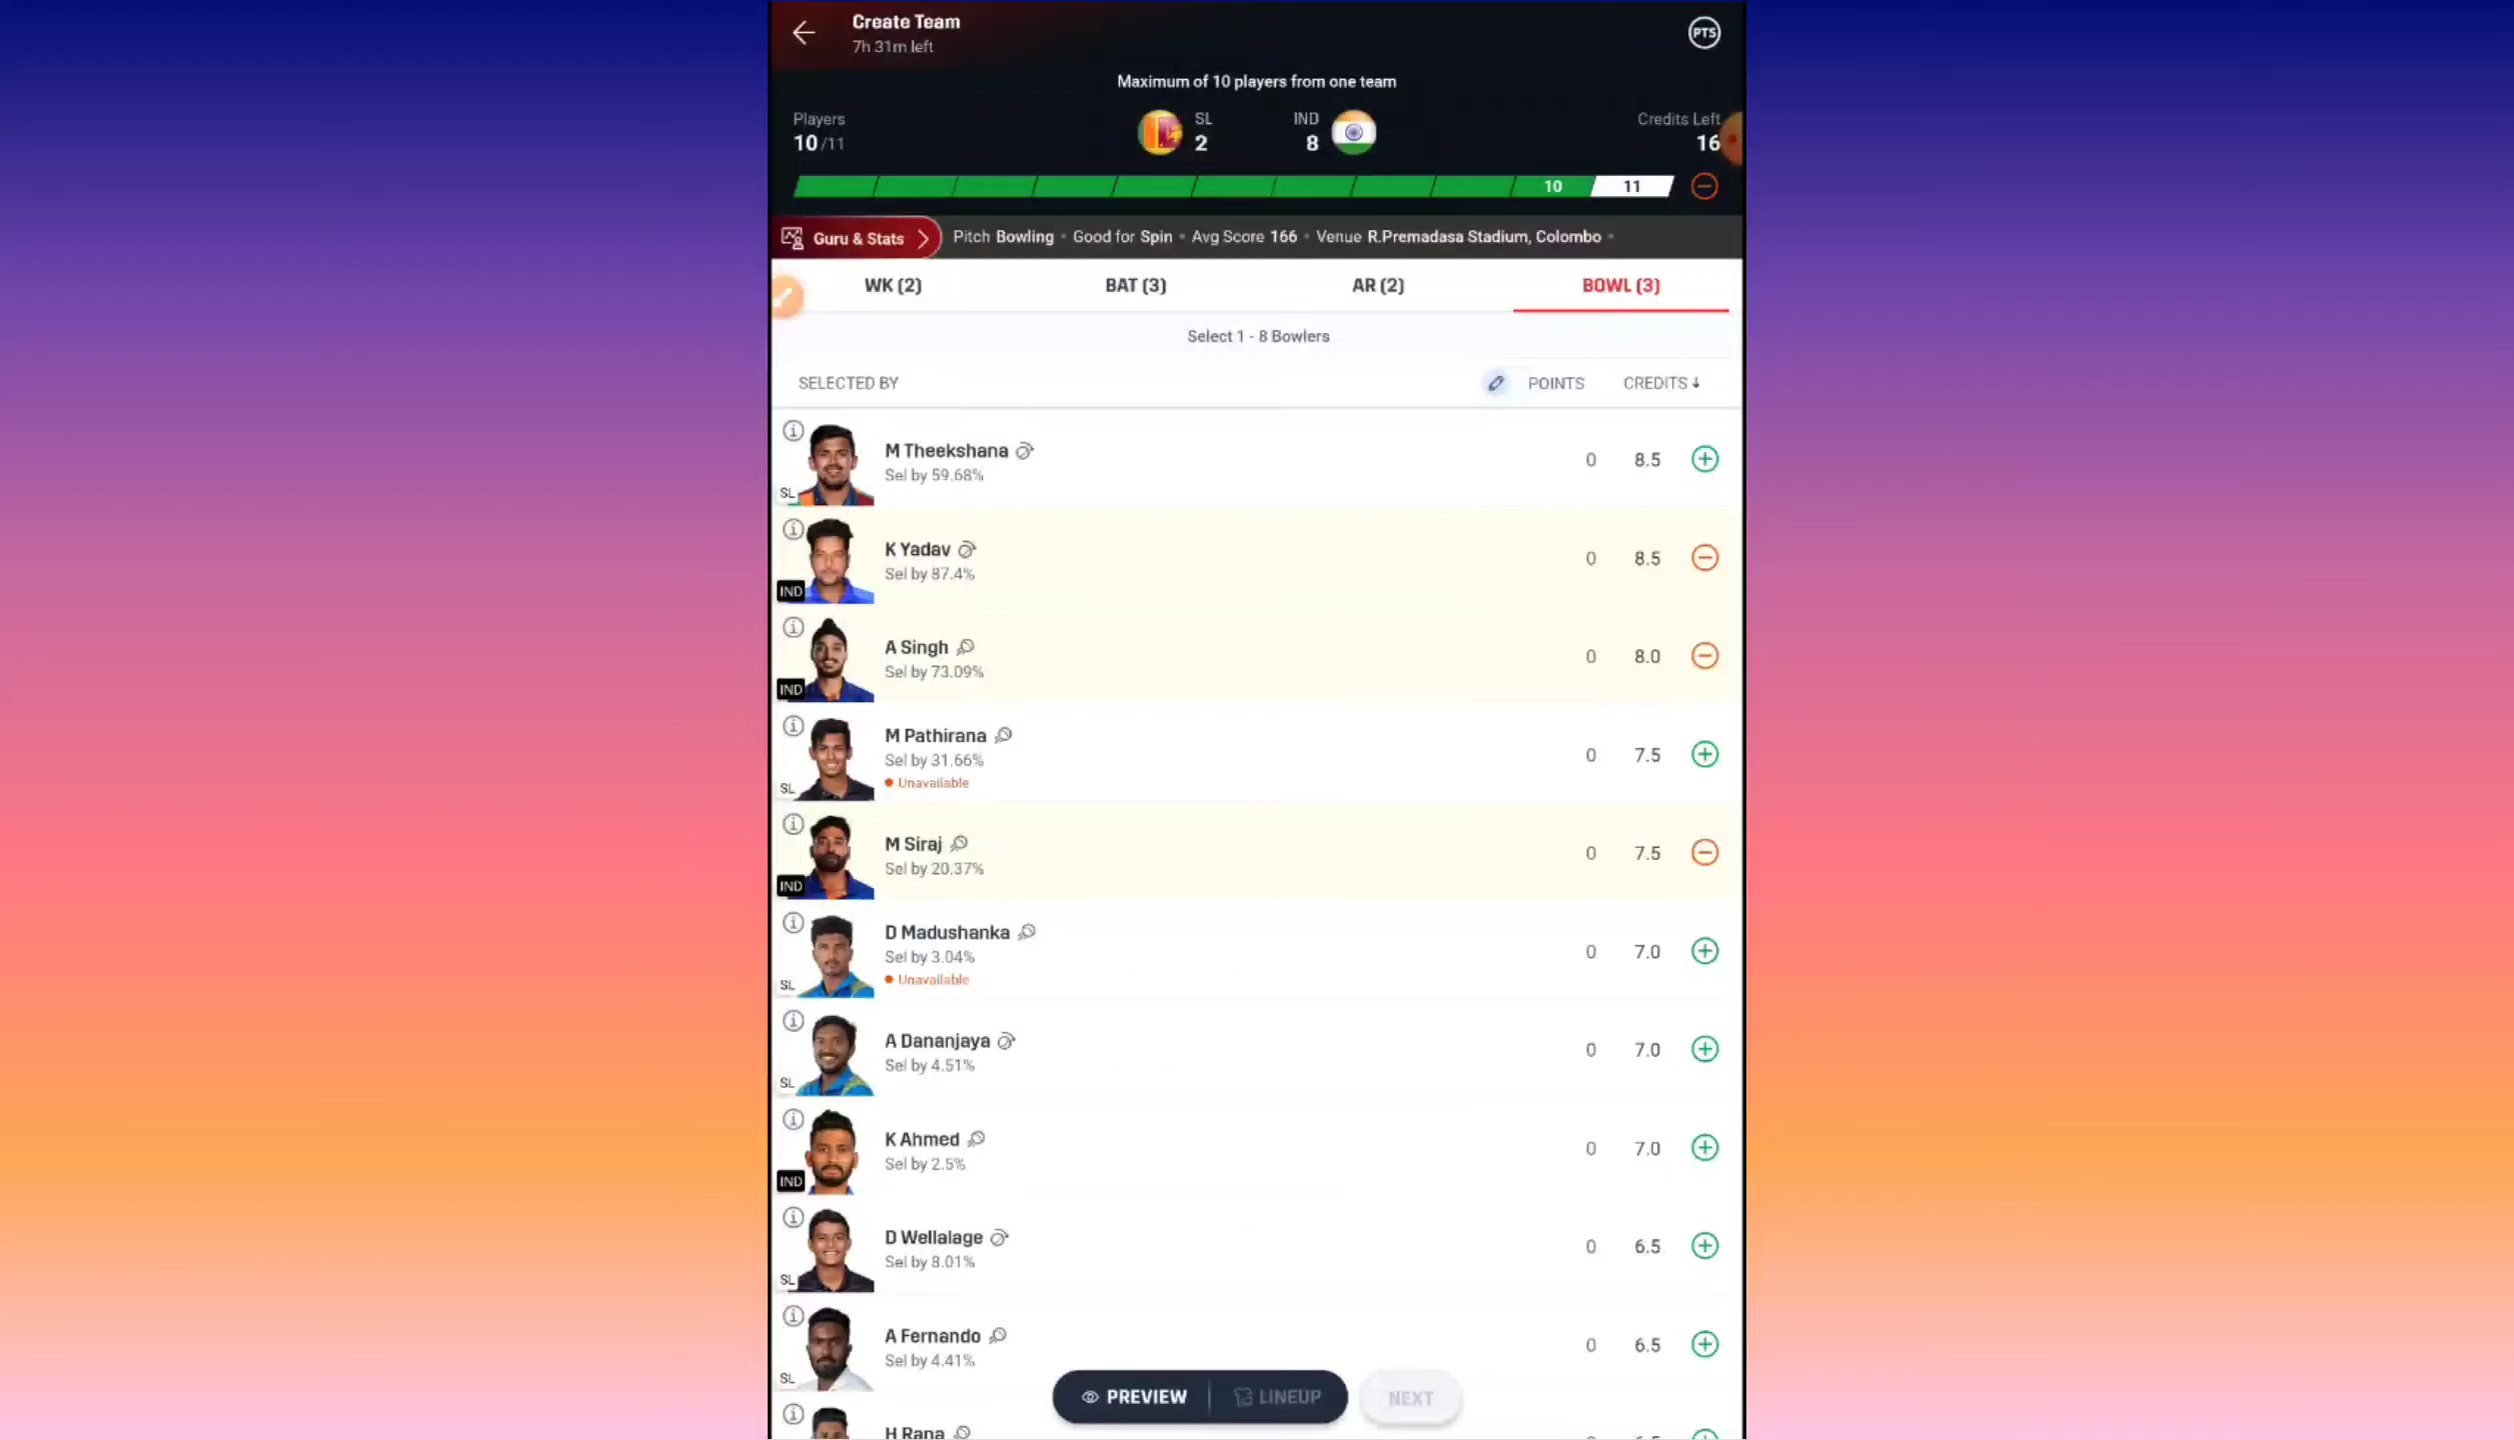 Create Team
7h 31m left
PTS
Maximum of 10 players from one team
Players
10/11
SL
2
IND
8
Credits Left
16
10
11
Guru & Stats
Pitch Bowling • Good for Spin • Avg Score 166 • Venue R.Premadasa Stadium, Colombo •
WK (2)
BAT (3)
AR (2)
BOWL (3)
Select 1 - 8 Bowlers
SELECTED BY
POINTS
CREDITS ↓
M Theekshana
Sel by 59.68%
SL
0
8.5
K Yadav
Sel by 87.4%
IND
0
8.5
A Singh
Sel by 73.09%
IND
0
8.0
M Pathirana
Sel by 31.66%
Unavailable
SL
0
7.5
M Siraj
Sel by 20.37%
IND
0
7.5
D Madushanka
Sel by 3.04%
Unavailable
SL
0
7.0
A Dananjaya
Sel by 4.51%
SL
0
7.0
K Ahmed
Sel by 2.5%
IND
0
7.0
D Wellalage
Sel by 8.01%
SL
0
6.5
A Fernando
Sel by 4.41%
SL
0
6.5
PREVIEW
LINEUP
NEXT
H Rana